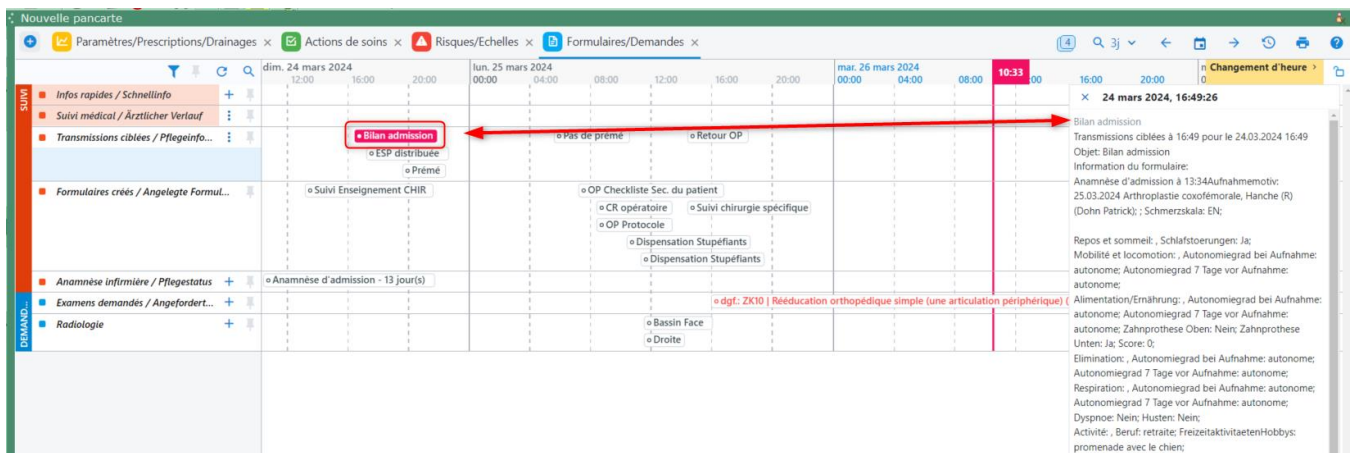 Nouvelle pancarte
Paramètres/Prescriptions/Drainages × Actions de soins × Risques/Echelles × Formulaires/Demandes ×
4 3j
dim. 24 mars 2024 lun. 25 mars 2024 mar. 26 mars 2024
12:00 16:00 20:00 00:00 04:00 08:00 12:00 16:00 20:00 00:00 04:00 08:00 10:33 :00 16:00 20:00
Changement d'heure >
SUIVI
Infos rapides / Schnellinfo
Suivi médical / Ärztlicher Verlauf
Transmissions ciblées / Pflegeinfo... Bilan admission Pas de prémé Retour OP
ESP distribuée
Prémé
Formulaires créés / Angelegte Formul... Suivi Enseignement CHIR OP Checkliste Sec. du patient
CR opératoire Suivi chirurgie spécifique
OP Protocole
Dispensation Stupéfiants
Dispensation Stupéfiants
Anamnèse infirmière / Pflegestatus Anamnèse d'admission - 13 jour(s)
DEMAND...
Examens demandés / Angefordert... dgf.: ZK10 | Rééducation orthopédique simple (une articulation périphérique) (
Radiologie Bassin Face
Droite
× 24 mars 2024, 16:49:26
Bilan admission
Transmissions ciblées à 16:49 pour le 24.03.2024 16:49
Objet: Bilan admission
Information du formulaire:
Anamnèse d'admission à 13:34Aufnahmemotiv:
25.03.2024 Arthroplastie coxofémorale, Hanche (R)
(Dohn Patrick); ; Schmerzskala: EN;
Repos et sommeil: , Schlafstoerungen: Ja;
Mobilité et locomotion: , Autonomiegrad bei Aufnahme:
autonome; Autonomiegrad 7 Tage vor Aufnahme:
autonome;
Alimentation/Ernährung: , Autonomiegrad bei Aufnahme:
autonome; Autonomiegrad 7 Tage vor Aufnahme:
autonome; Zahnprothese Oben: Nein; Zahnprothese
Unten: Ja; Score: 0;
Elimination: , Autonomiegrad bei Aufnahme: autonome;
Autonomiegrad 7 Tage vor Aufnahme: autonome;
Respiration: , Autonomiegrad bei Aufnahme: autonome;
Autonomiegrad 7 Tage vor Aufnahme: autonome;
Dyspnoe: Nein; Husten: Nein;
Activité: , Beruf: retraite; FreizeitaktivitaetenHobbys:
promenade avec le chien;